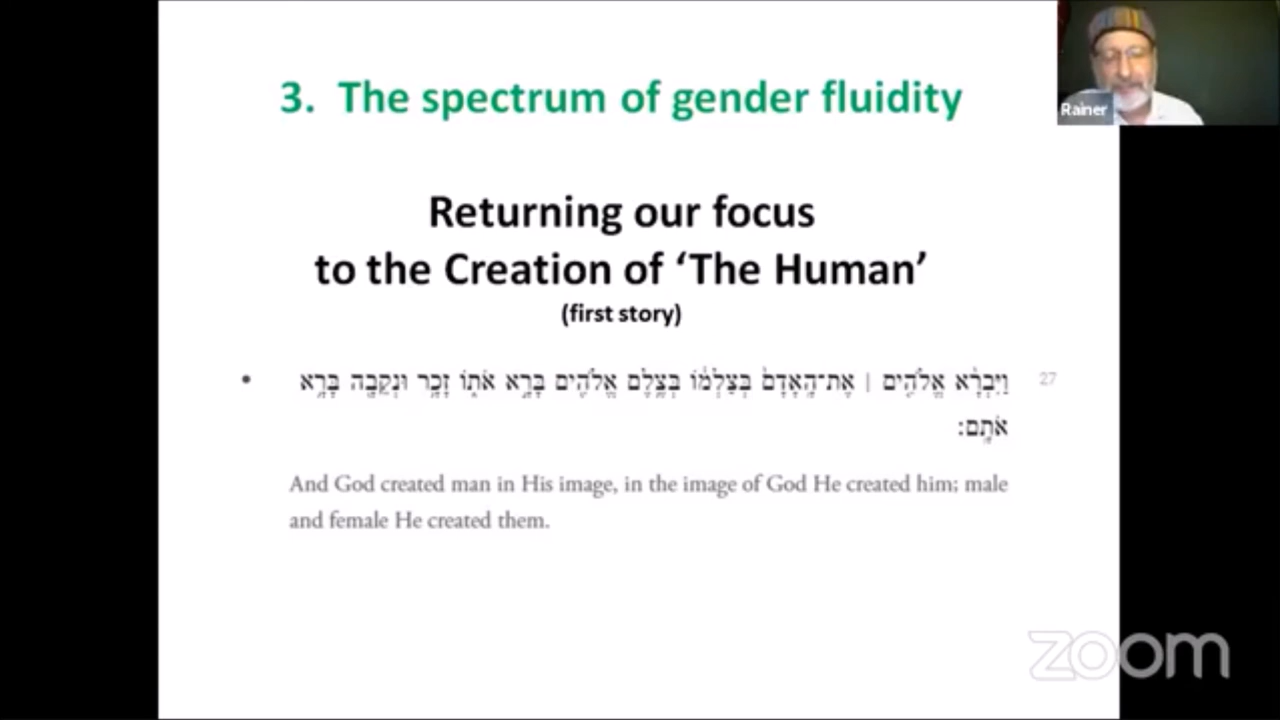 3. The spectrum of gender fluidity
Rainer
Returning our focus
to the Creation of ‘The Human’
(first story)
• וַיִּבְרָ֨א אֱלֹהִ֤ים ׀ אֶת־הָֽאָדָם֙ בְּצַלְמ֔וֹ בְּצֶ֥לֶם אֱלֹהִ֖ים בָּרָ֣א אֹת֑וֹ זָכָ֥ר וּנְקֵבָ֖ה בָּרָ֥א 27
אֹתָֽם׃
And God created man in His image, in the image of God He created him; male
and female He created them.
zoom